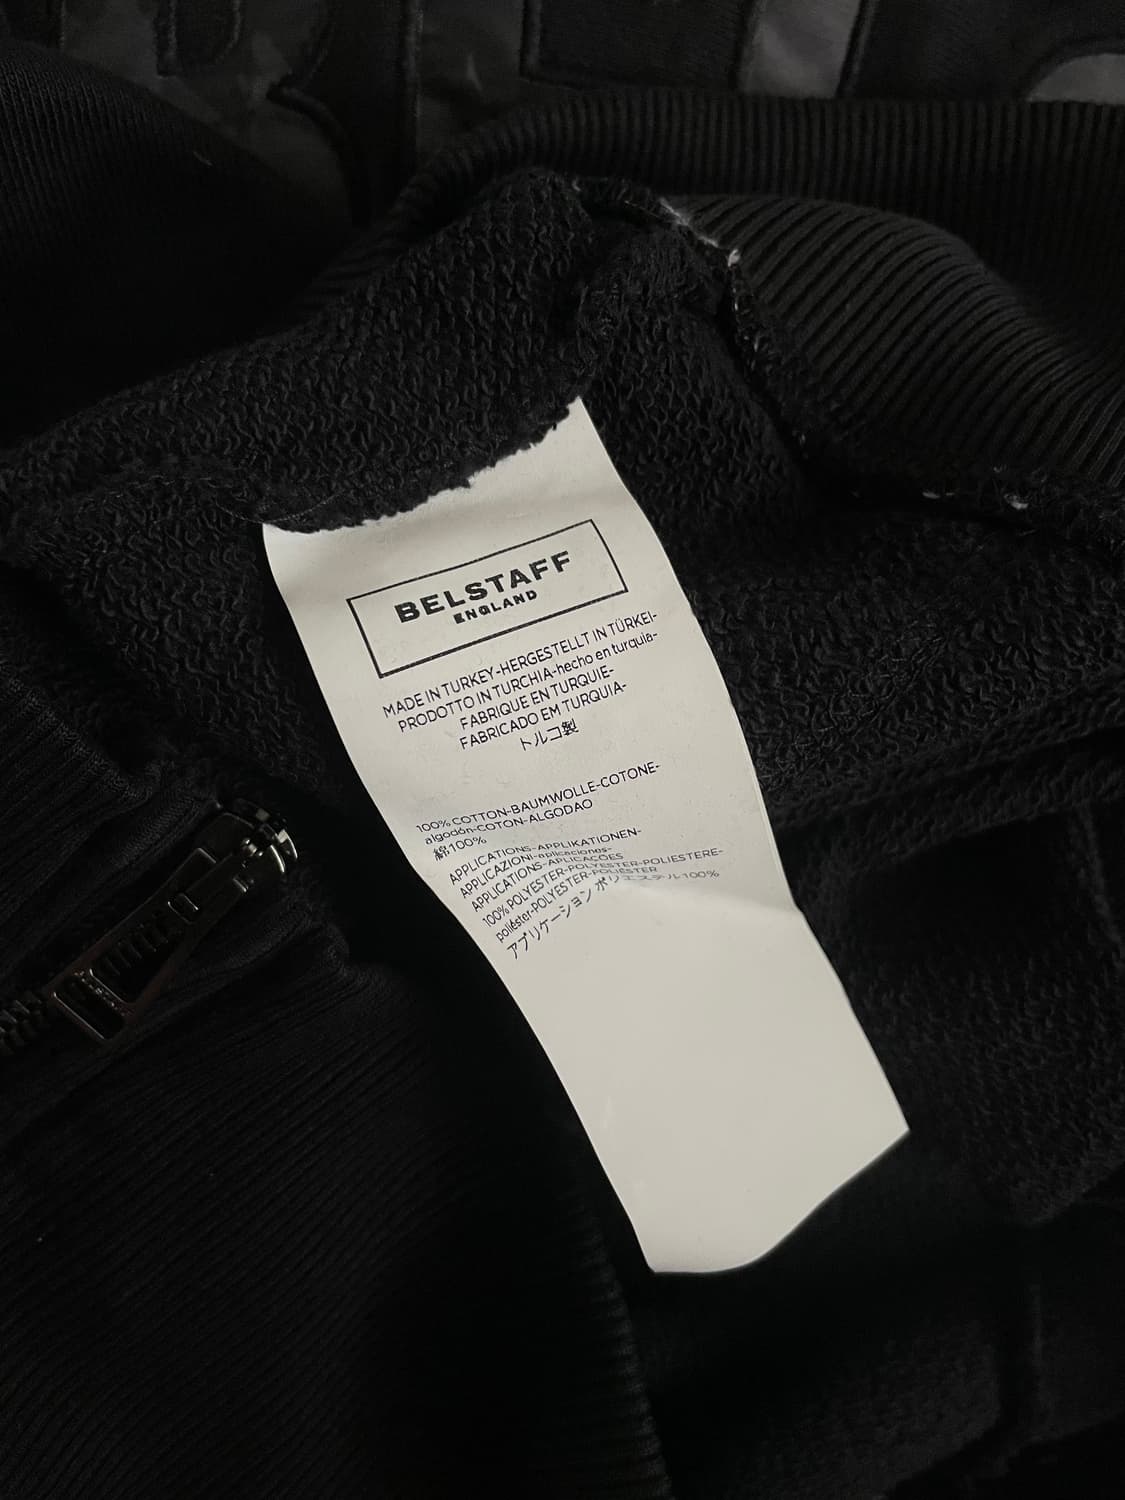 BELSTAFF
ENGLAND
MADE IN TURKEY-HERGESTELLT IN TÜRKEI-
PRODOTTO IN TURCHIA-hecho en turquia-
FABRIQUE EN TURQUIE-
FABRICADO EM TURQUIA-
トルコ製
100% COTTON-BAUMWOLLE-COTONE-
algodón-COTON-ALGODAO
綿100%
APPLICATIONS-APPLIKATIONEN-
APPLICAZIONI-aplicaciones-
APPLICATIONS-APLICAÇÕES
100% POLYESTER-POLYESTER-POLIESTERE-
poliéster-POLYESTER-POLIÉSTER
アプリケーション ポリエステル100%